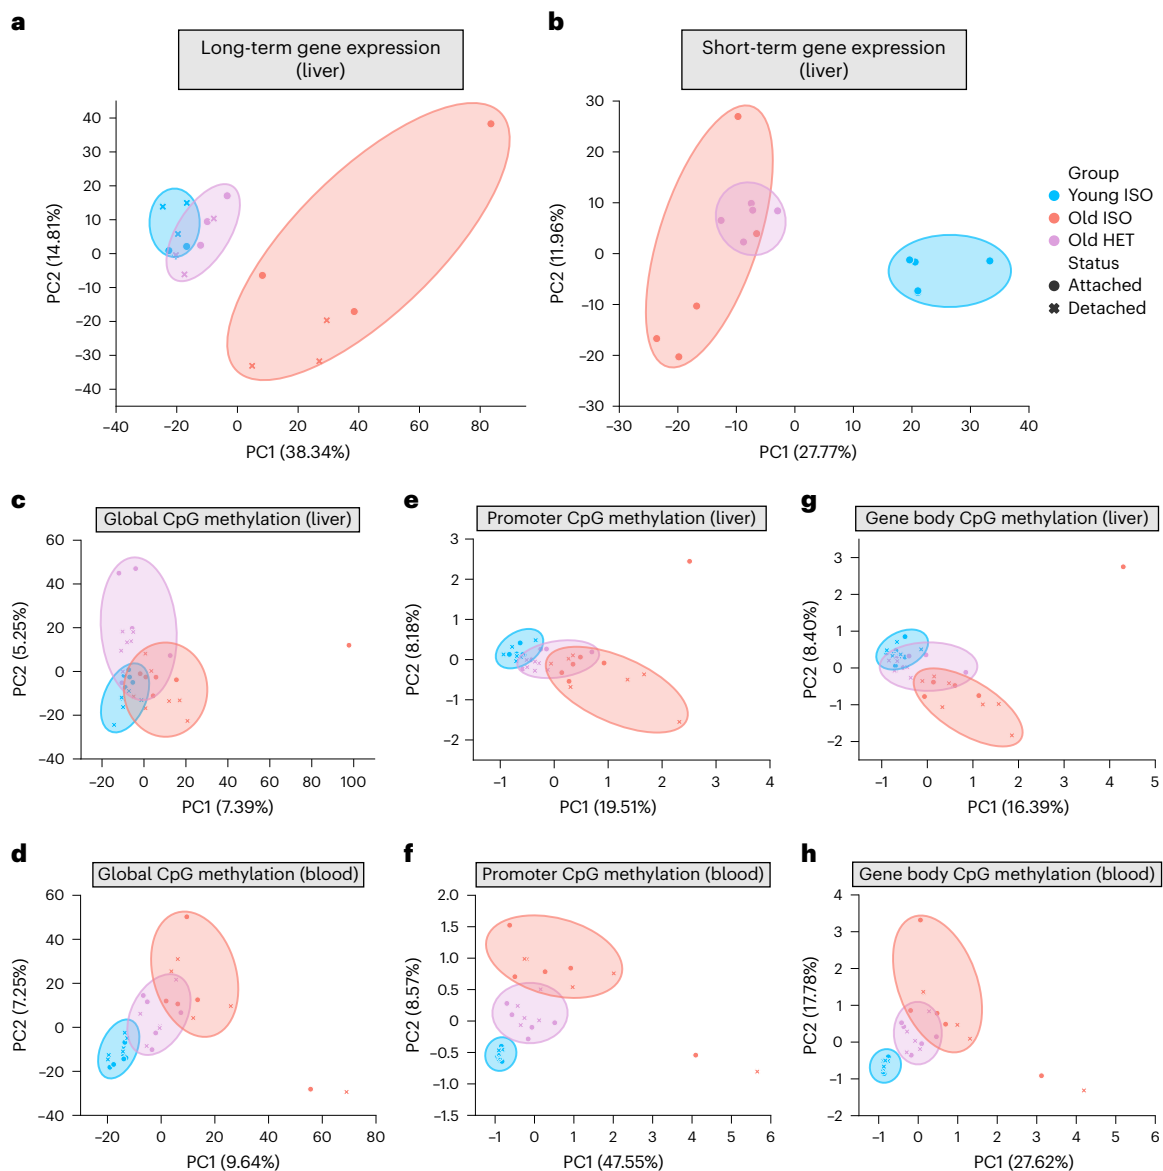 a
Long-term gene expression
(liver)
40
30
20
10
0
−10
−20
−30
−40
PC2 (14.81%)
−40 −20 0 20 40 60 80
PC1 (38.34%)
b
Short-term gene expression
(liver)
30
20
10
0
−10
−20
−30
PC2 (11.96%)
−30 −20 −10 0 10 20 30 40
PC1 (27.77%)
Group
Young ISO
Old ISO
Old HET
Status
Attached
Detached
c
Global CpG methylation (liver)
60
40
20
0
−20
−40
PC2 (5.25%)
−20 0 20 40 60 80 100
PC1 (7.39%)
e
Promoter CpG methylation (liver)
3
2
1
0
−1
−2
PC2 (8.18%)
−1 0 1 2 3 4
PC1 (19.51%)
g
Gene body CpG methylation (liver)
3
2
1
0
−1
−2
PC2 (8.40%)
−1 0 1 2 3 4 5
PC1 (16.39%)
d
Global CpG methylation (blood)
60
40
20
0
−20
−40
PC2 (7.25%)
−20 0 20 40 60 80
PC1 (9.64%)
f
Promoter CpG methylation (blood)
2.0
1.5
1.0
0.5
0
−0.5
−1.0
−1.5
PC2 (8.57%)
−1 0 1 2 3 4 5 6
PC1 (47.55%)
h
Gene body CpG methylation (blood)
4
3
2
1
0
−1
−2
PC2 (17.78%)
−1 0 1 2 3 4 5 6
PC1 (27.62%)